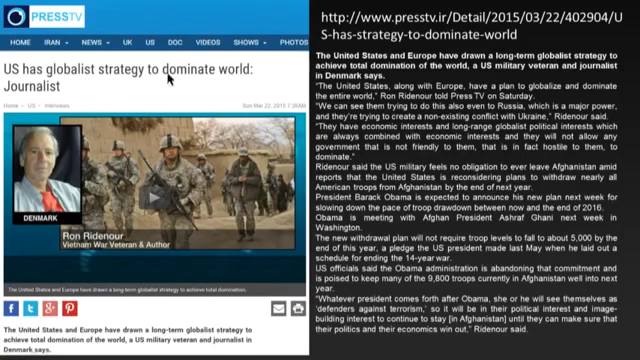 PRESSTV
HOME IRAN NEWS UK US DOC VIDEOS SHOWS PHOTOS
US has globalist strategy to dominate world:
Journalist
Home > US > Interviews
Sun Mar 22, 2015 7:36AM
DENMARK
Ron Ridenour
Vietnam War Veteran & Author
The United States and Europe have drawn a long-term globalist strategy to achieve total domination.
The United States and Europe have drawn a long-term globalist strategy to
achieve total domination of the world, a US military veteran and journalist in
Denmark says.
http://www.presstv.ir/Detail/2015/03/22/402904/U
S-has-strategy-to-dominate-world
The United States and Europe have drawn a long-term globalist strategy to
achieve total domination of the world, a US military veteran and journalist
in Denmark says.
“The United States, along with Europe, have a plan to globalize and dominate
the entire world,” Ron Ridenour told Press TV on Saturday.
“We can see them trying to do this also even to Russia, which is a major power,
and they're trying to create a non-existing conflict with Ukraine,” Ridenour said.
“They have economic interests and long-range globalist political interests which
are always combined with economic interests and they will not allow any
government that is not friendly to them, that is in fact hostile to them, to
dominate.”
Ridenour said the US military feels no obligation to ever leave Afghanistan amid
reports that the United States is reconsidering plans to withdraw nearly all
American troops from Afghanistan by the end of next year.
President Barack Obama is expected to announce his new plan next week for
slowing down the pace of troop drawdown between now and the end of 2016.
Obama is meeting with Afghan President Ashraf Ghani next week in
Washington.
The new withdrawal plan will not require troop levels to fall to about 5,000 by the
end of this year, a pledge the US president made last May when he laid out a
schedule for ending the 14-year war.
US officials said the Obama administration is abandoning that commitment and
is poised to keep many of the 9,800 troops currently in Afghanistan well into next
year.
“Whatever president comes forth after Obama, she or he will see themselves as
‘defenders against terrorism,’ so it will be in their political interest and image-
building interest to continue to stay [in Afghanistan] until they can make sure that
their politics and their economics win out,” Ridenour said.